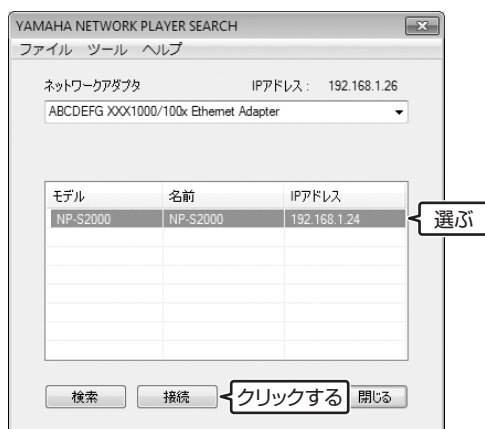 YAMAHA NETWORK PLAYER SEARCH
ファイル ツール ヘルプ
ネットワークアダプタ IPアドレス : 192.168.1.26
ABCDEFG XXX1000/100x Ethernet Adapter
モデル 名前 IPアドレス
NP-S2000 NP-S2000 192.168.1.24
選ぶ
検索 接続 クリックする 閉じる